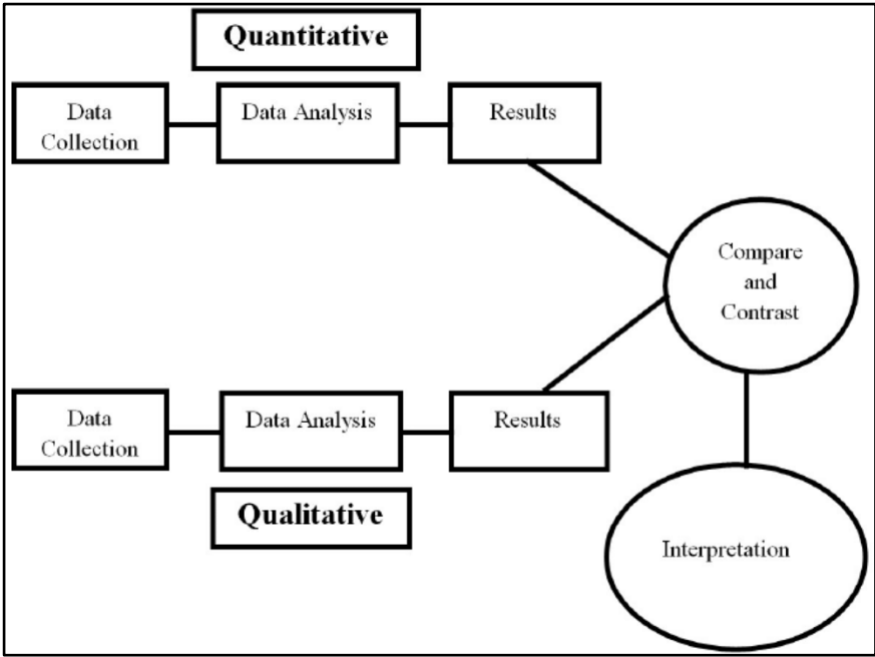 Quantitative
Data
Collection
Data Analysis
Results
Compare
and
Contrast
Data
Collection
Data Analysis
Results
Qualitative
Interpretation